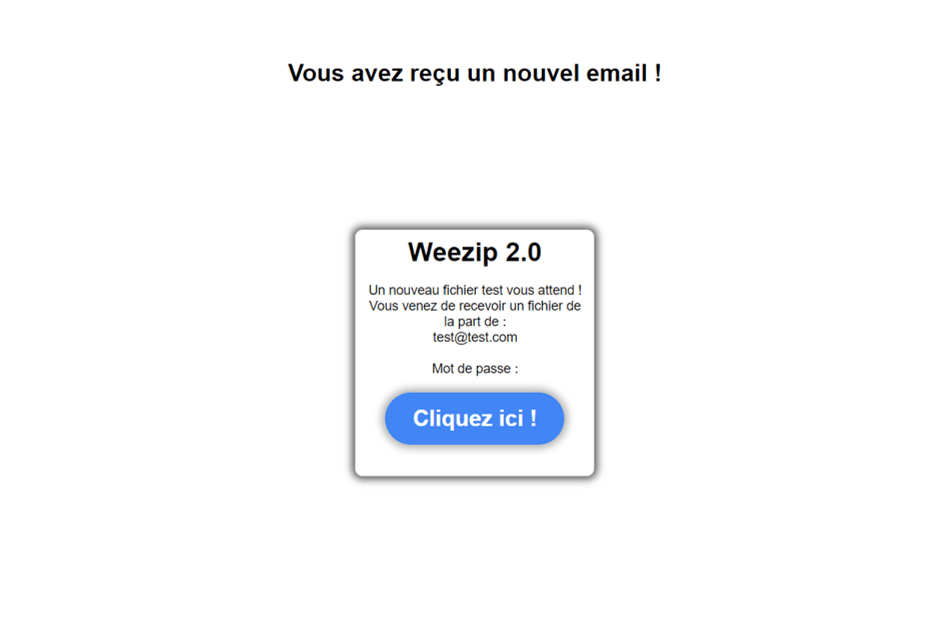 Vous avez reçu un nouvel email !
Weezip 2.0
Un nouveau fichier test vous attend !
Vous venez de recevoir un fichier de
la part de :
test@test.com
Mot de passe :
Cliquez ici !